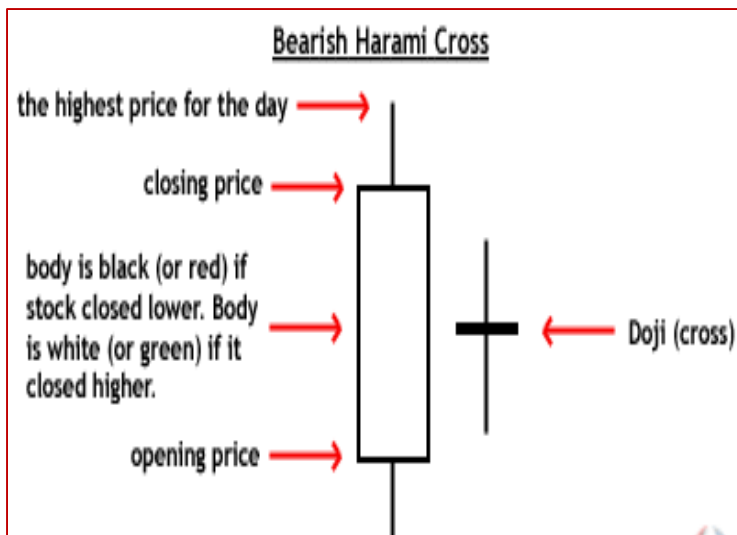 Bearish Harami Cross
the highest price for the day
closing price
body is black (or red) if
stock closed lower. Body
is white (or green) if it
closed higher.
Doji (cross)
opening price